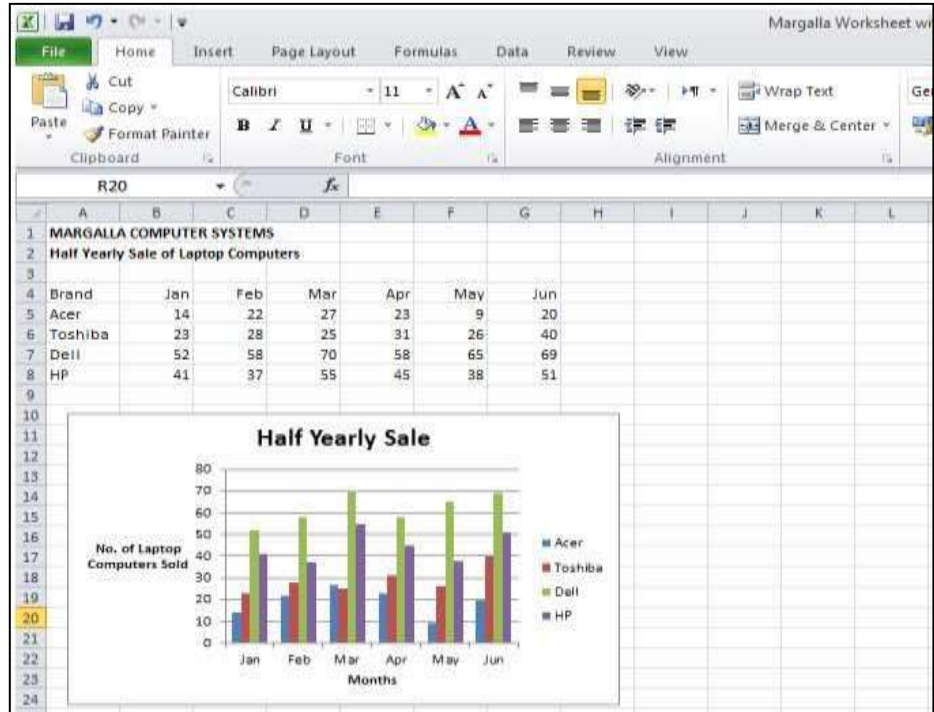 Margalla Worksheet wi
File Home Insert Page Layout Formulas Data Review View
Paste
Cut
Copy
Format Painter
Clipboard
Calibri 11 A A
B I U A
Font
Wrap Text
Merge & Center
Alignment
Ge
R20 fx
A B C D E F G H I J K L
1 MARGALLA COMPUTER SYSTEMS
2 Half Yearly Sale of Laptop Computers
3
4 Brand Jan Feb Mar Apr May Jun
5 Acer 14 22 27 23 9 20
6 Toshiba 23 28 25 31 26 40
7 Dell 52 58 70 58 65 69
8 HP 41 37 55 45 38 51
9
10
11
12
13
14
15
16
17
18
19
20
21
22
23
24
Half Yearly Sale
No. of Laptop
Computers Sold
80
70
60
50
40
30
20
10
0
Jan Feb Mar Apr May Jun
Months
Acer
Toshiba
Dell
HP